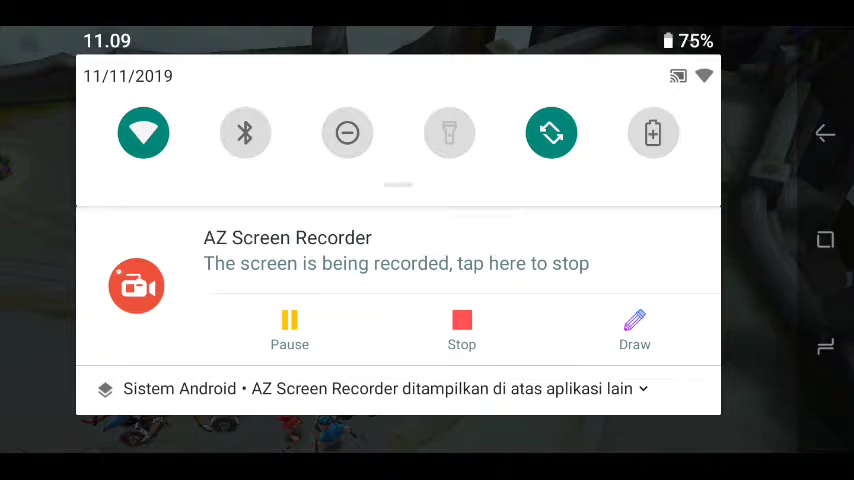 11.09
75%
11/11/2019
AZ Screen Recorder
The screen is being recorded, tap here to stop
Pause
Stop
Draw
Sistem Android • AZ Screen Recorder ditampilkan di atas aplikasi lain